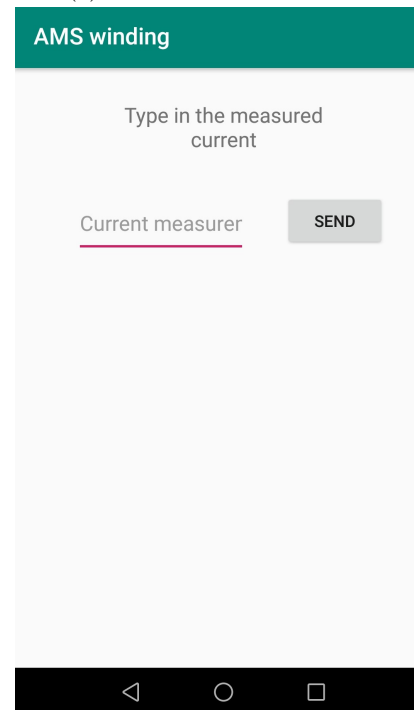 AMS winding
Type in the measured
current
Current measurer
SEND